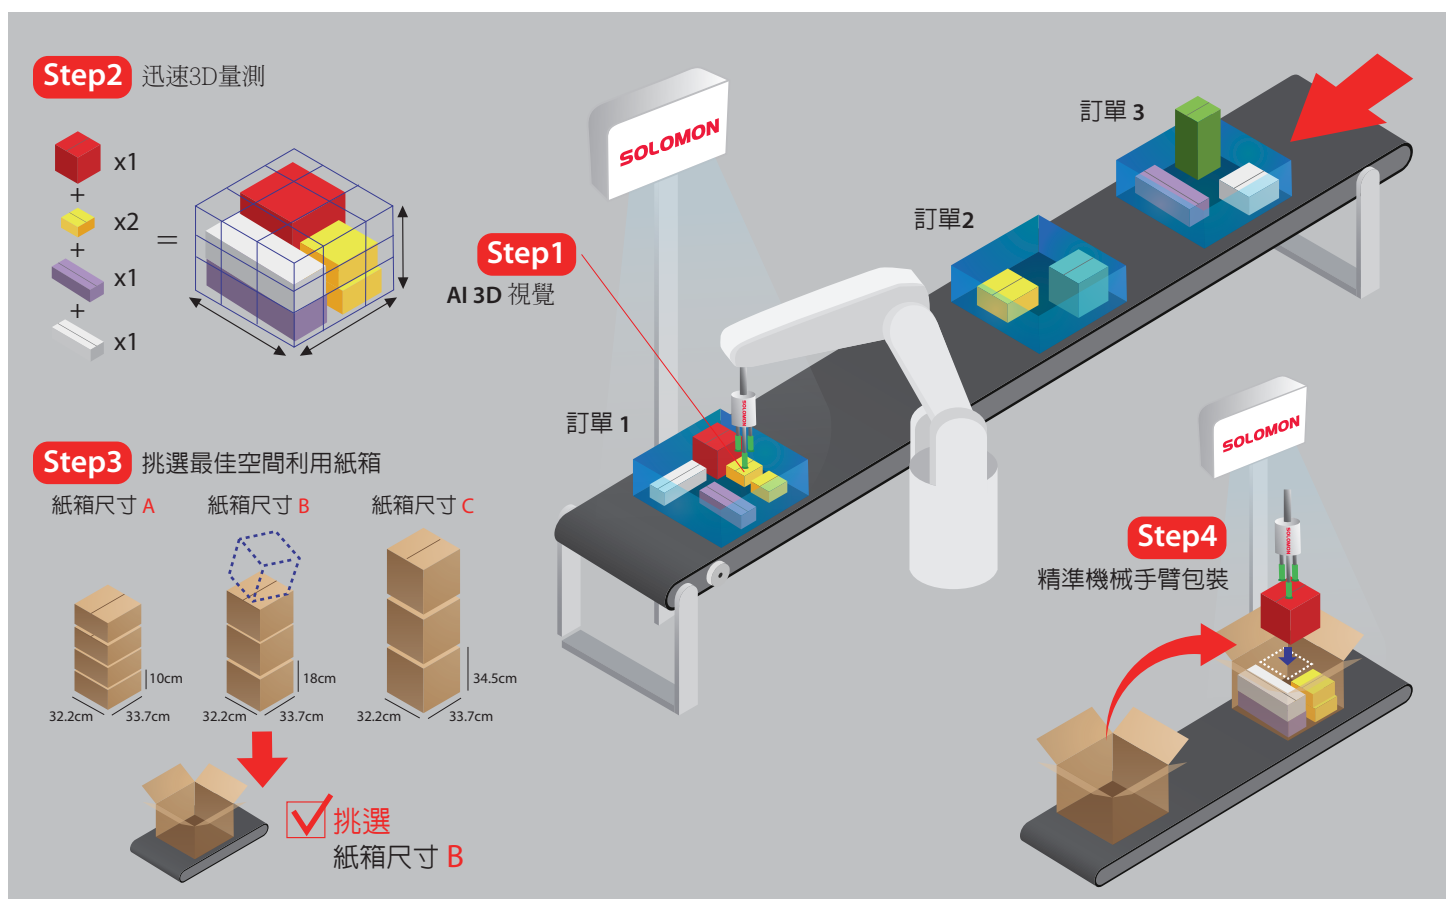 Step2 迅速3D量測
x1
+
x2
+
x1
+
x1
=
SOLOMON
Step1
AI 3D 視覺
訂單 1
訂單2
訂單 3
SOLOMON
Step3 挑選最佳空間利用紙箱
紙箱尺寸 A
紙箱尺寸 B
紙箱尺寸 C
10cm
32.2cm
33.7cm
18cm
32.2cm
33.7cm
34.5cm
32.2cm
33.7cm
挑選
紙箱尺寸 B
SOLOMON
Step4
精準機械手臂包裝
SOLOMON